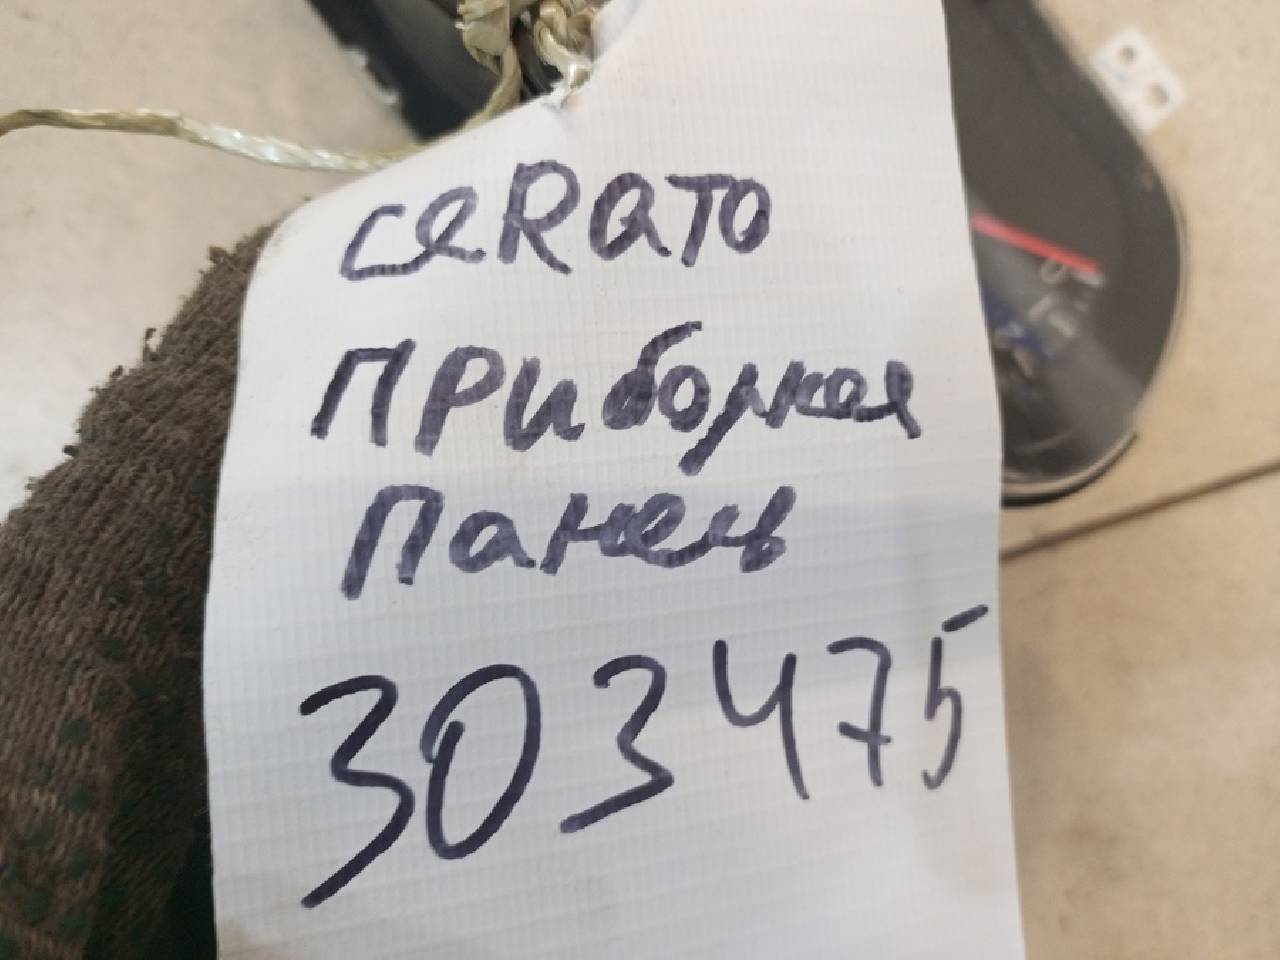 ceRaTO
ПРиборная
Панель
303475